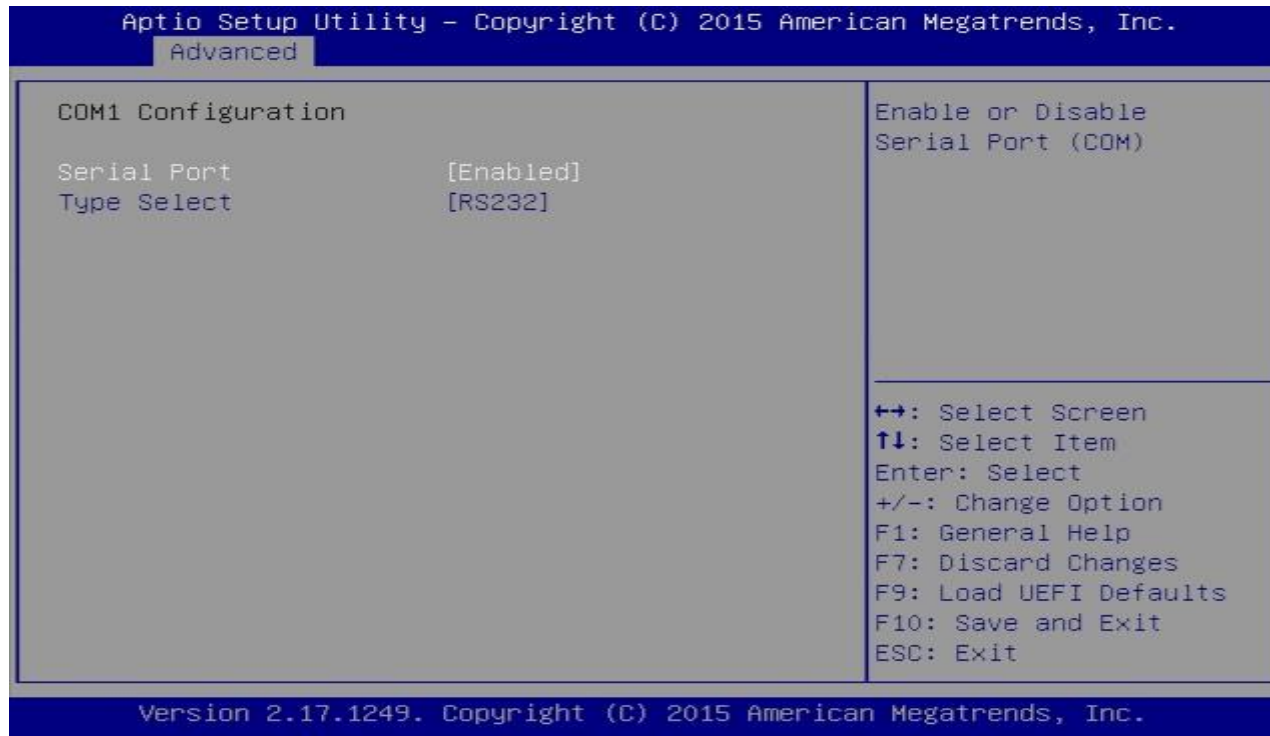 Aptio Setup Utility – Copyright (C) 2015 American Megatrends, Inc.
Advanced
COM1 Configuration
Serial Port [Enabled]
Type Select [RS232]
Enable or Disable
Serial Port (COM)
↔: Select Screen
↑↓: Select Item
Enter: Select
+/-: Change Option
F1: General Help
F7: Discard Changes
F9: Load UEFI Defaults
F10: Save and Exit
ESC: Exit
Version 2.17.1249. Copyright (C) 2015 American Megatrends, Inc.